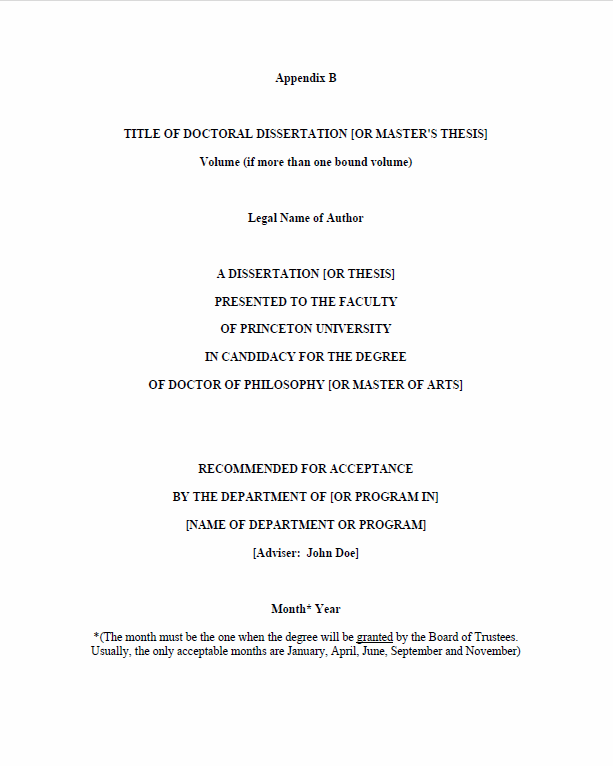 Appendix B
TITLE OF DOCTORAL DISSERTATION [OR MASTER'S THESIS]
Volume (if more than one bound volume)
Legal Name of Author
A DISSERTATION [OR THESIS]
PRESENTED TO THE FACULTY
OF PRINCETON UNIVERSITY
IN CANDIDACY FOR THE DEGREE
OF DOCTOR OF PHILOSOPHY [OR MASTER OF ARTS]
RECOMMENDED FOR ACCEPTANCE
BY THE DEPARTMENT OF [OR PROGRAM IN]
[NAME OF DEPARTMENT OR PROGRAM]
[Adviser:  John Doe]
Month* Year
*(The month must be the one when the degree will be granted by the Board of Trustees.
Usually, the only acceptable months are January, April, June, September and November)